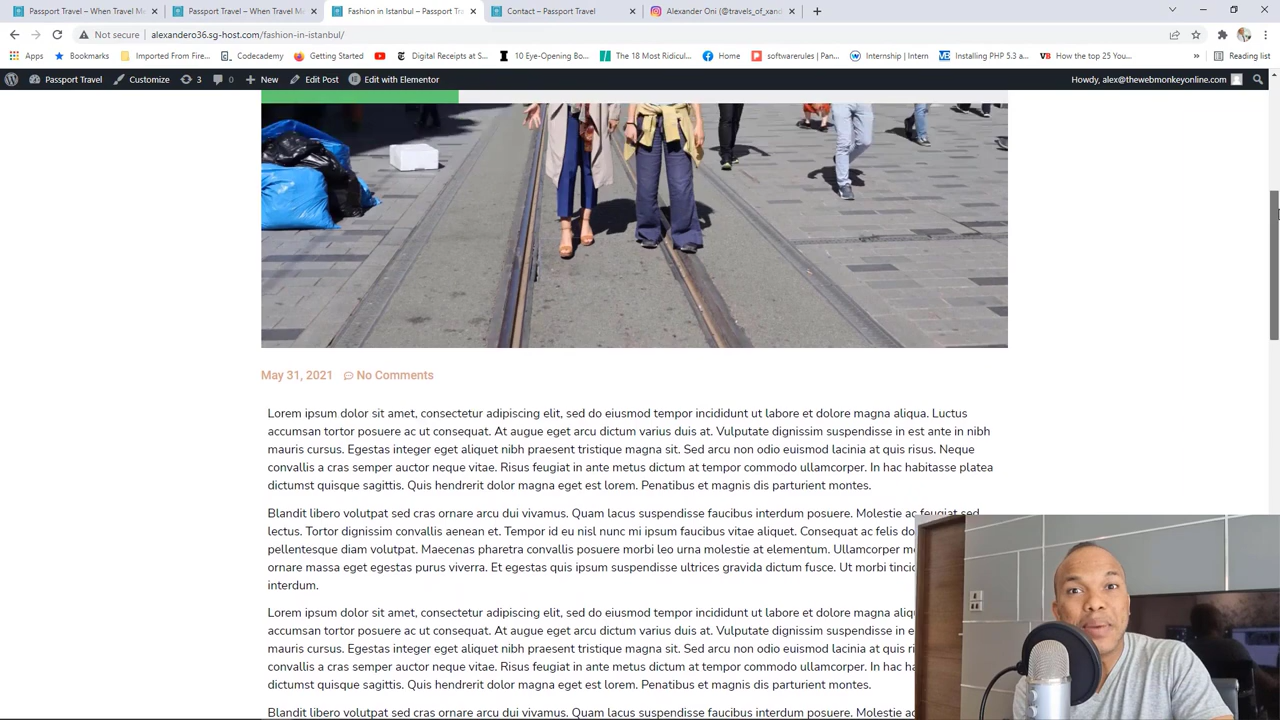 Passport Travel – When Travel Me
Passport Travel – When Travel M
Fashion in Istanbul – Passport Tra
Contact – Passport Travel
Alexander Oni (@travels_of_xand
Not secure
alexandero36.sg-host.com/fashion-in-istanbul/
Apps
Bookmarks
Imported From Fire...
Codecademy
Getting Started
Digital Receipts at S...
10 Eye-Opening Bo...
The 18 Most Ridicul...
Home
softwarerules | Pan...
Internship | Intern
Installing PHP 5.3 a...
How the top 25 You...
Reading list
Passport Travel
Customize
3
0
New
Edit Post
Edit with Elementor
Howdy, alex@thewebmonkeyonline.com
May 31, 2021
No Comments
Lorem ipsum dolor sit amet, consectetur adipiscing elit, sed do eiusmod tempor incididunt ut labore et dolore magna aliqua. Luctus
accumsan tortor posuere ac ut consequat. At augue eget arcu dictum varius duis at. Vulputate dignissim suspendisse in est ante in nibh
mauris cursus. Egestas integer eget aliquet nibh praesent tristique magna sit. Sed arcu non odio euismod lacinia at quis risus. Neque
convallis a cras semper auctor neque vitae. Risus feugiat in ante metus dictum at tempor commodo ullamcorper. In hac habitasse platea
dictumst quisque sagittis. Quis hendrerit dolor magna eget est lorem. Penatibus et magnis dis parturient montes.
Blandit libero volutpat sed cras ornare arcu dui vivamus. Quam lacus suspendisse faucibus interdum posuere. Molestie ac feugiat sed
lectus. Tortor dignissim convallis aenean et. Tempor id eu nisl nunc mi ipsum faucibus vitae aliquet. Consequat ac felis do
pellentesque diam volutpat. Maecenas pharetra convallis posuere morbi leo urna molestie at elementum. Ullamcorper m
ornare massa eget egestas purus viverra. Et egestas quis ipsum suspendisse ultrices gravida dictum fusce. Ut morbi tinci
interdum.
Lorem ipsum dolor sit amet, consectetur adipiscing elit, sed do eiusmod tempor incididunt ut labore et dolore magna aliq
accumsan tortor posuere ac ut consequat. At augue eget arcu dictum varius duis at. Vulputate dignissim suspendisse in e
mauris cursus. Egestas integer eget aliquet nibh praesent tristique magna sit. Sed arcu non odio euismod lacinia at quis
convallis a cras semper auctor neque vitae. Risus feugiat in ante metus dictum at tempor commodo ullamcorper. In hac ha
dictumst quisque sagittis. Quis hendrerit dolor magna eget est lorem. Penatibus et magnis dis parturient montes.
Blandit libero volutpat sed cras ornare arcu dui vivamus. Quam lacus suspendisse faucibus interdum posuere. Molestie ac